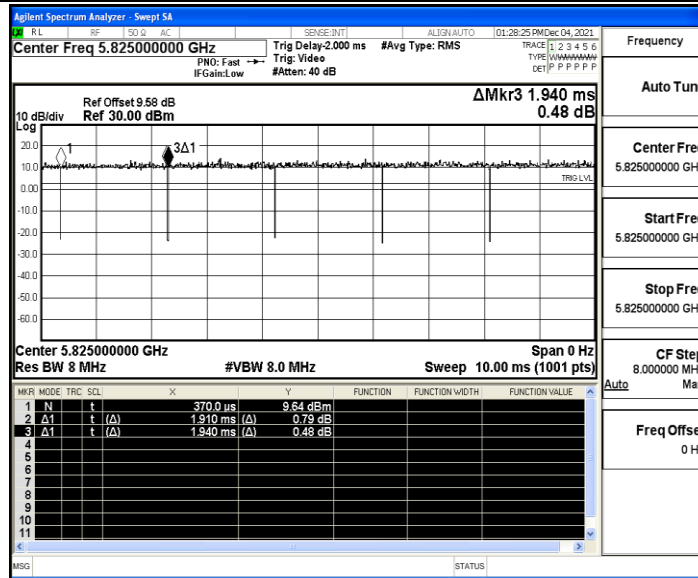 Agilent Spectrum Analyzer - Swept SA
RL RF 50 Ω AC SENSE:INT ALIGN AUTO 01:28:25 PM Dec 04, 2021
Center Freq 5.825000000 GHz
PNO: Fast
IFGain:Low
Trig Delay-2.000 ms
Trig: Video
#Atten: 40 dB
#Avg Type: RMS
TRACE 1 2 3 4 5 6
TYPE WWWWWW
DET P P P P P P
Frequency
Auto Tun
Center Fre
5.825000000 GH
Start Fre
5.825000000 GH
Stop Fre
5.825000000 GH
CF Step
8.000000 MH
Auto Ma
Freq Offse
0 H
Ref Offset 9.58 dB
10 dB/div Ref 30.00 dBm
Log
ΔMkr3 1.940 ms
0.48 dB
20.0
10.0
0.00
-10.0
-20.0
-30.0
-40.0
-50.0
-60.0
1
3Δ1
TRIG LVL
Center 5.825000000 GHz Span 0 Hz
Res BW 8 MHz #VBW 8.0 MHz Sweep 10.00 ms (1001 pts)
MKR MODE TRC SCL X Y FUNCTION FUNCTION WIDTH FUNCTION VALUE
1 N t 370.0 µs 9.64 dBm
2 Δ1 t (Δ) 1.910 ms (Δ) 0.79 dB
3 Δ1 t (Δ) 1.940 ms (Δ) 0.48 dB
4
5
6
7
8
9
10
11
MSG STATUS